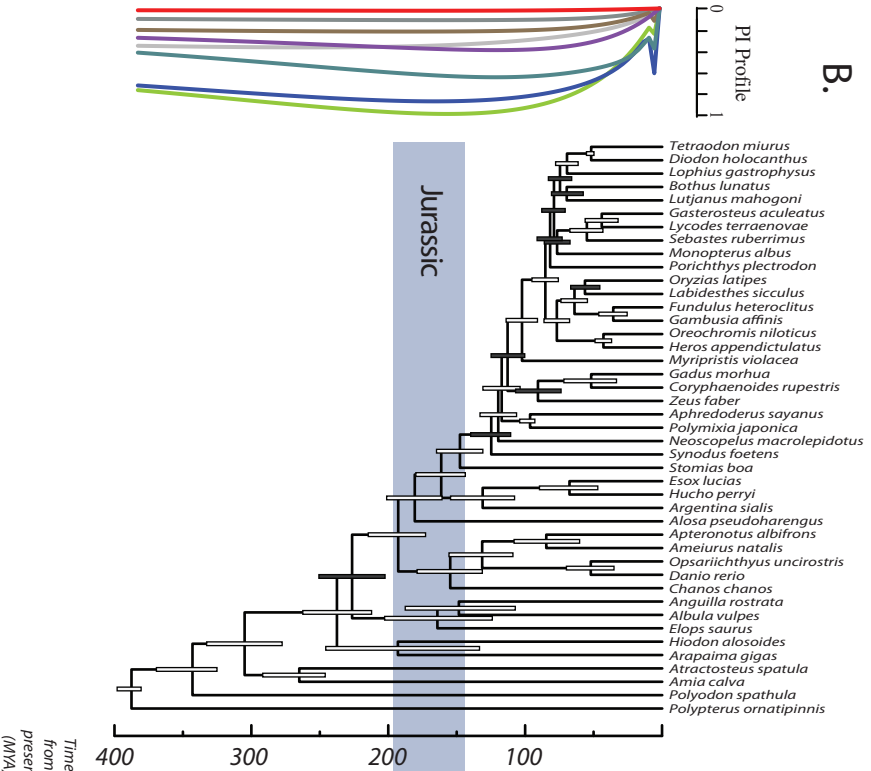 B.
PI Profile
0
1
Jurassic
Tetraodon miurus
Diodon holocanthus
Lophius gastrophysus
Bothus lunatus
Lutjanus mahogoni
Gasterosteus aculeatus
Lycodes terraenovae
Sebastes ruberrimus
Monopterus albus
Porichthys plectrodon
Oryzias latipes
Labidesthes sicculus
Fundulus heteroclitus
Gambusia affinis
Oreochromis niloticus
Heros appendictulatus
Myripristis violacea
Gadus morhua
Coryphaenoides rupestris
Zeus faber
Aphredoderus sayanus
Polymixia japonica
Neoscopelus macrolepidotus
Synodus foetens
Stomias boa
Esox lucias
Hucho perryi
Argentina sialis
Alosa pseudoharengus
Apteronotus albifrons
Ameiurus natalis
Opsariichthyus uncirostris
Danio rerio
Chanos chanos
Anguilla rostrata
Albula vulpes
Elops saurus
Hiodon alosoides
Arapaima gigas
Atractosteus spatula
Amia calva
Polyodon spathula
Polypterus ornatipinnis
400 300 200 100
Time
from
presen
(MYA,